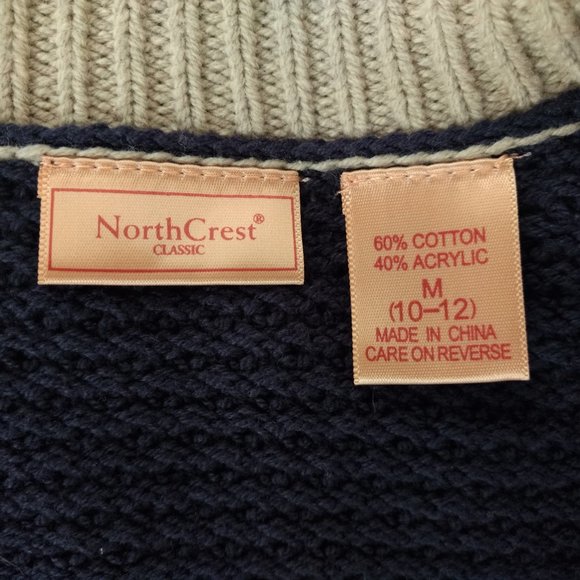 NorthCrest®
CLASSIC
60% COTTON
40% ACRYLIC
M
(10-12)
MADE IN CHINA
CARE ON REVERSE